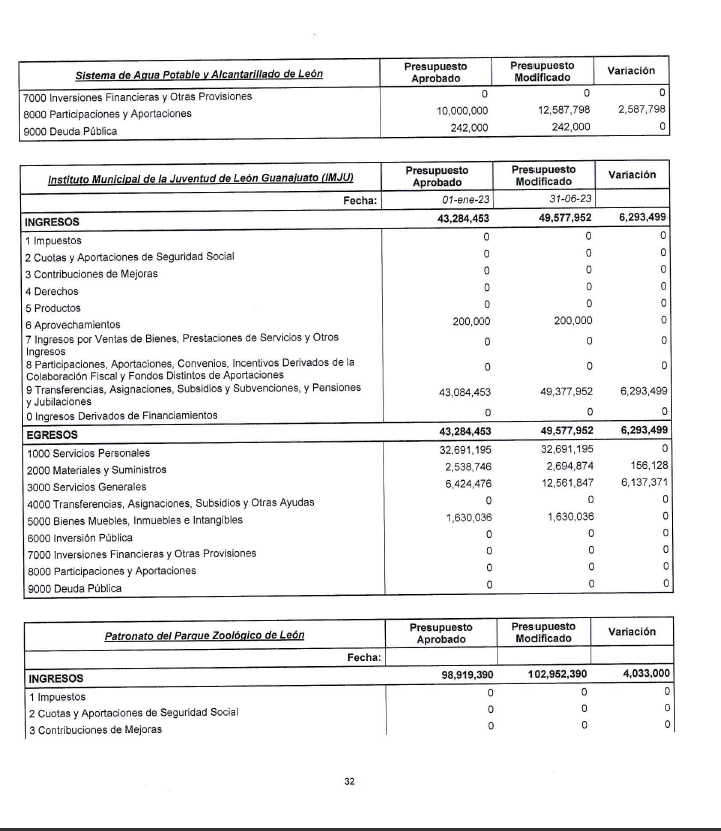 Sistema de Agua Potable y Alcantarillado de León Presupuesto Aprobado Presupuesto Modificado Variación
7000 Inversiones Financieras y Otras Provisiones 0 0 0
8000 Participaciones y Aportaciones 10,000,000 12,587,798 2,587,798
9000 Deuda Pública 242,000 242,000 0
Instituto Municipal de la Juventud de León Guanajuato (IMJU) Presupuesto Aprobado Presupuesto Modificado Variación
Fecha: 01-ene-23 31-06-23
INGRESOS 43,284,453 49,577,952 6,293,499
1 Impuestos 0 0 0
2 Cuotas y Aportaciones de Seguridad Social 0 0 0
3 Contribuciones de Mejoras 0 0 0
4 Derechos 0 0 0
5 Productos 0 0 0
6 Aprovechamientos 200,000 200,000 0
7 Ingresos por Ventas de Bienes, Prestaciones de Servicios y Otros
Ingresos 0 0 0
8 Participaciones, Aportaciones, Convenios, Incentivos Derivados de la
Colaboración Fiscal y Fondos Distintos de Aportaciones 0 0 0
9 Transferencias, Asignaciones, Subsidios y Subvenciones, y Pensiones
y Jubilaciones 43,084,453 49,377,952 6,293,499
0 Ingresos Derivados de Financiamientos 0 0 0
EGRESOS 43,284,453 49,577,952 6,293,499
1000 Servicios Personales 32,691,195 32,691,195 0
2000 Materiales y Suministros 2,538,746 2,694,874 156,128
3000 Servicios Generales 6,424,476 12,561,847 6,137,371
4000 Transferencias, Asignaciones, Subsidios y Otras Ayudas 0 0 0
5000 Bienes Muebles, Inmuebles e Intangibles 1,630,036 1,630,036 0
6000 Inversión Pública 0 0 0
7000 Inversiones Financieras y Otras Provisiones 0 0 0
8000 Participaciones y Aportaciones 0 0 0
9000 Deuda Pública 0 0 0
Patronato del Parque Zoológico de León Presupuesto Aprobado Presupuesto Modificado Variación
Fecha:
INGRESOS 98,919,390 102,952,390 4,033,000
1 Impuestos 0 0 0
2 Cuotas y Aportaciones de Seguridad Social 0 0 0
3 Contribuciones de Mejoras 0 0 0
32